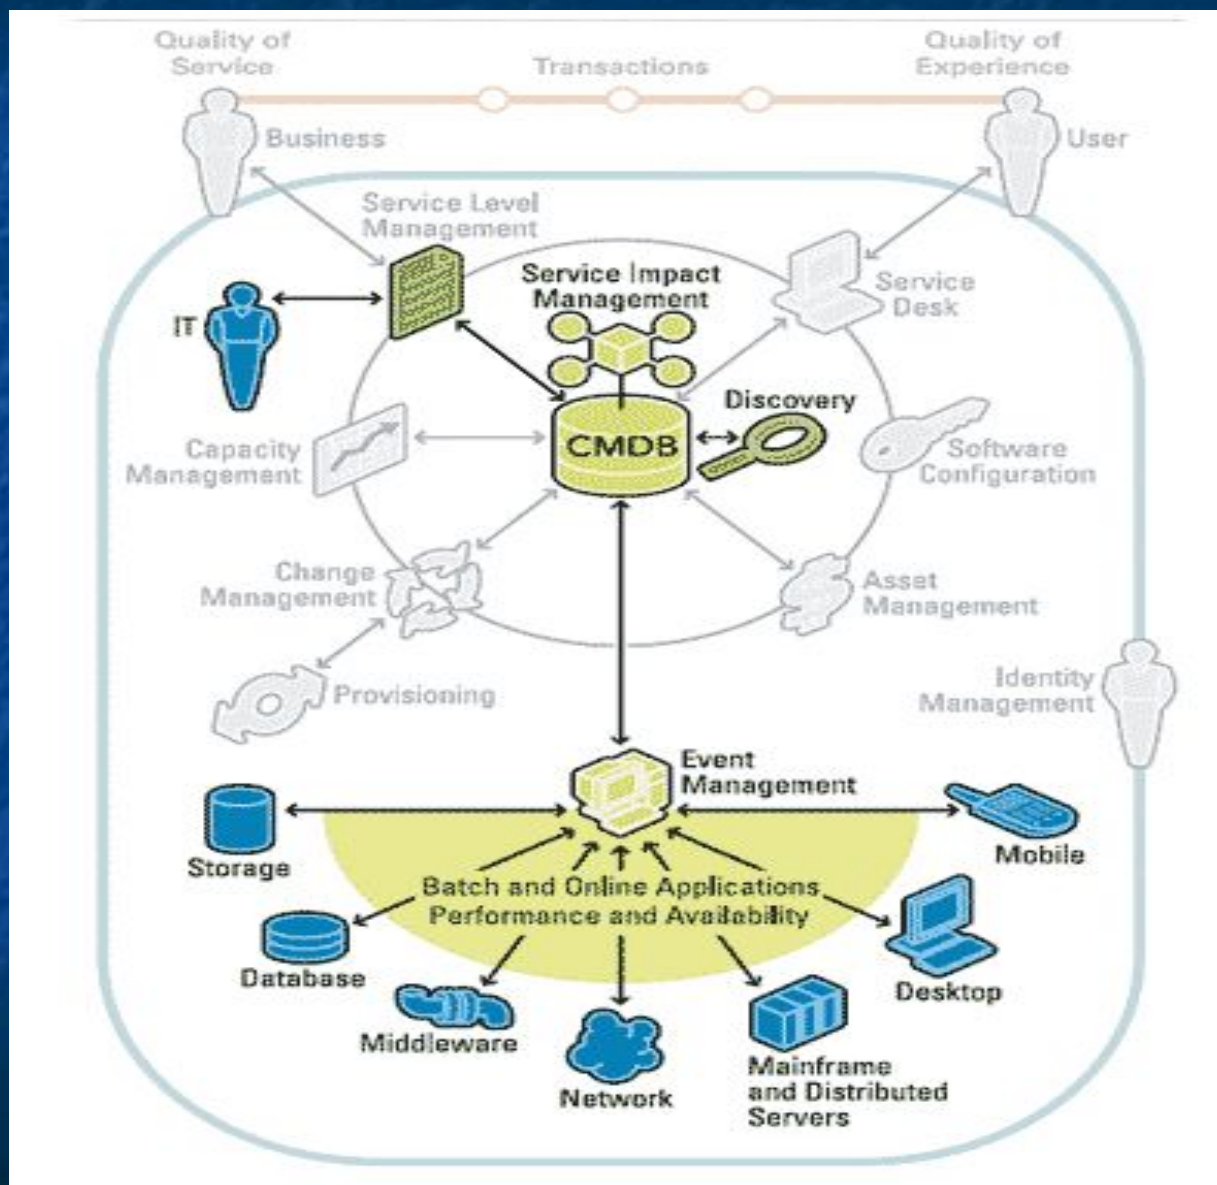 Quality of
Service
Transactions
Quality of
Experience
Business
User
Service Level
Management
Service Impact
Management
Service
Desk
IT
Discovery
CMDB
Capacity
Management
Software
Configuration
Change
Management
Asset
Management
Provisioning
Identity
Management
Event
Management
Storage
Mobile
Batch and Online Applications
Performance and Availability
Database
Desktop
Middleware
Network
Mainframe
and Distributed
Servers